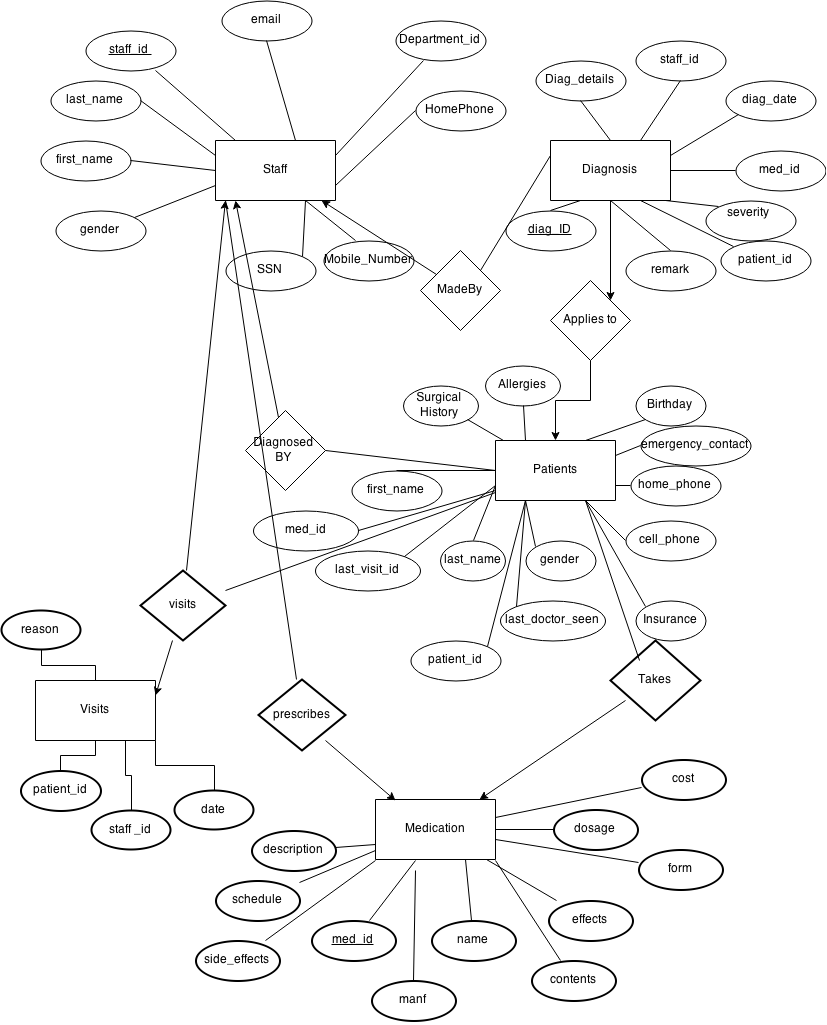 email
staff_id
Department_id
staff_id
Diag_details
last_name
diag_date
HomePhone
first_name
Staff
Diagnosis
med_id
gender
severity
diag_ID
SSN
Mobile_Number
patient_id
remark
MadeBy
Applies to
Allergies
Surgical
History
Birthday
Diagnosed
BY
emergency_contact
Patients
first_name
home_phone
med_id
cell_phone
last_name
gender
last_visit_id
visits
reason
last_doctor_seen
Insurance
patient_id
Takes
Visits
prescribes
cost
patient_id
date
staff _id
Medication
dosage
description
form
schedule
effects
med_id
name
side_effects
contents
manf